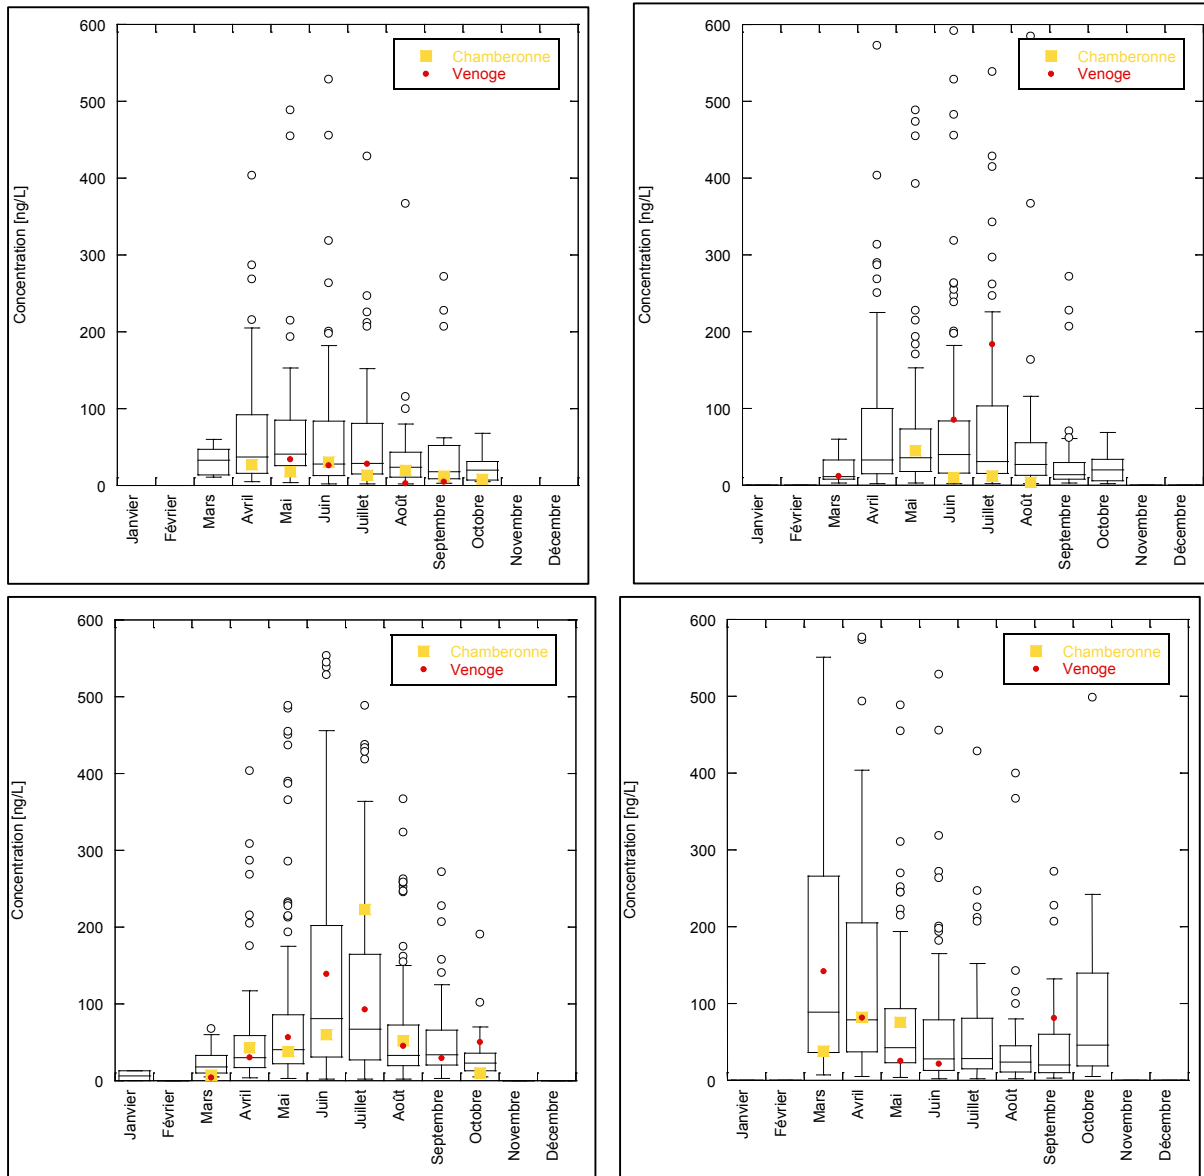 600
500
400
300
200
100
0
Concentration [ng/L]
Chamberonne
Venoge
Janvier
Février
Mars
Avril
Mai
Juin
Juillet
Août
Septembre
Octobre
Novembre
Décembre
600
500
400
300
200
100
0
Concentration [ng/L]
Chamberonne
Venoge
Janvier
Février
Mars
Avril
Mai
Juin
Juillet
Août
Septembre
Octobre
Novembre
Décembre
600
500
400
300
200
100
0
Concentration [ng/L]
Chamberonne
Venoge
Janvier
Février
Mars
Avril
Mai
Juin
Juillet
Août
Septembre
Octobre
Novembre
Décembre
600
500
400
300
200
100
0
Concentration [ng/L]
Chamberonne
Venoge
Janvier
Février
Mars
Avril
Mai
Juin
Juillet
Août
Septembre
Octobre
Novembre
Décembre